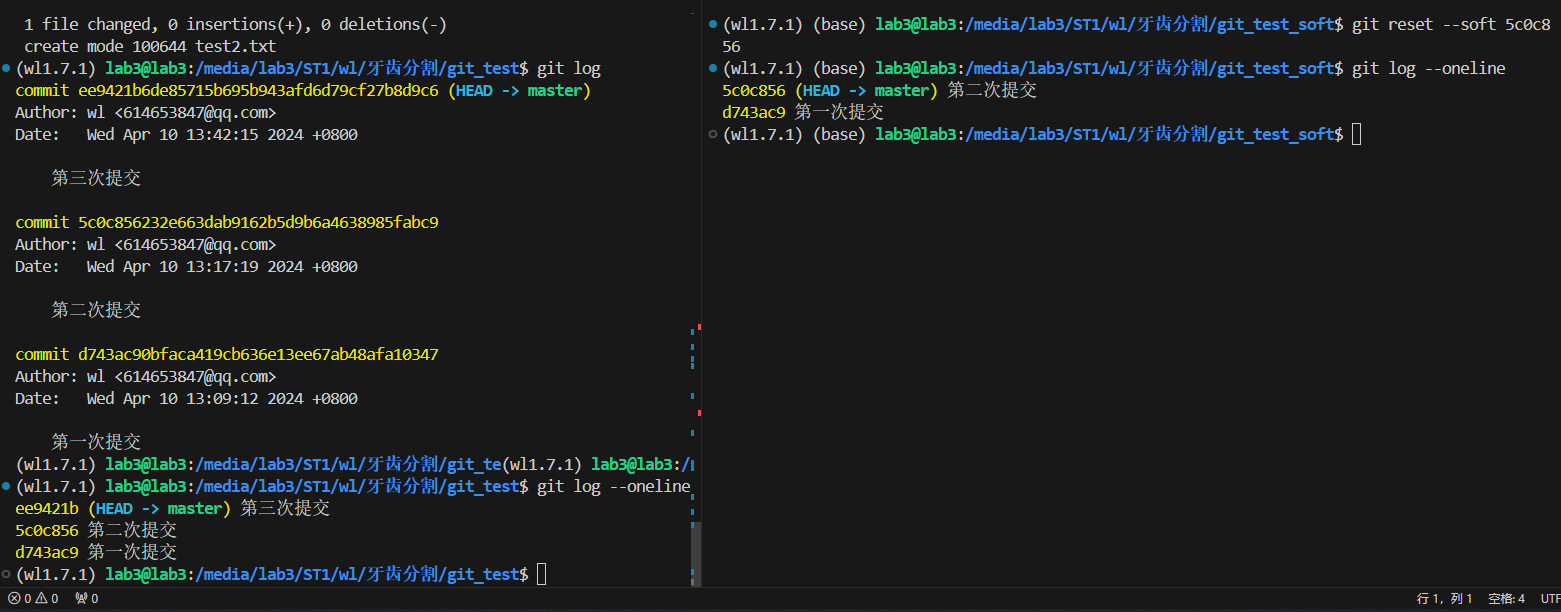 1 file changed, 0 insertions(+), 0 deletions(-)
create mode 100644 test2.txt
(wl1.7.1) lab3@lab3:/media/lab3/ST1/wl/牙齿分割/git_test$ git log
commit ee9421b6de85715b695b943afd6d79cf27b8d9c6 (HEAD -> master)
Author: wl <614653847@qq.com>
Date:   Wed Apr 10 13:42:15 2024 +0800
第三次提交
commit 5c0c856232e663dab9162b5d9b6a4638985fabc9
Author: wl <614653847@qq.com>
Date:   Wed Apr 10 13:17:19 2024 +0800
第二次提交
commit d743ac90bfaca419cb636e13ee67ab48afa10347
Author: wl <614653847@qq.com>
Date:   Wed Apr 10 13:09:12 2024 +0800
第一次提交
(wl1.7.1) lab3@lab3:/media/lab3/ST1/wl/牙齿分割/git_te(wl1.7.1) lab3@lab3:/
(wl1.7.1) lab3@lab3:/media/lab3/ST1/wl/牙齿分割/git_test$ git log --oneline
ee9421b (HEAD -> master) 第三次提交
5c0c856 第二次提交
d743ac9 第一次提交
(wl1.7.1) lab3@lab3:/media/lab3/ST1/wl/牙齿分割/git_test$
(wl1.7.1) (base) lab3@lab3:/media/lab3/ST1/wl/牙齿分割/git_test_soft$ git reset --soft 5c0c8
56
(wl1.7.1) (base) lab3@lab3:/media/lab3/ST1/wl/牙齿分割/git_test_soft$ git log --oneline
5c0c856 (HEAD -> master) 第二次提交
d743ac9 第一次提交
(wl1.7.1) (base) lab3@lab3:/media/lab3/ST1/wl/牙齿分割/git_test_soft$
0 0 0
行 1，列 1 空格: 4 UTF